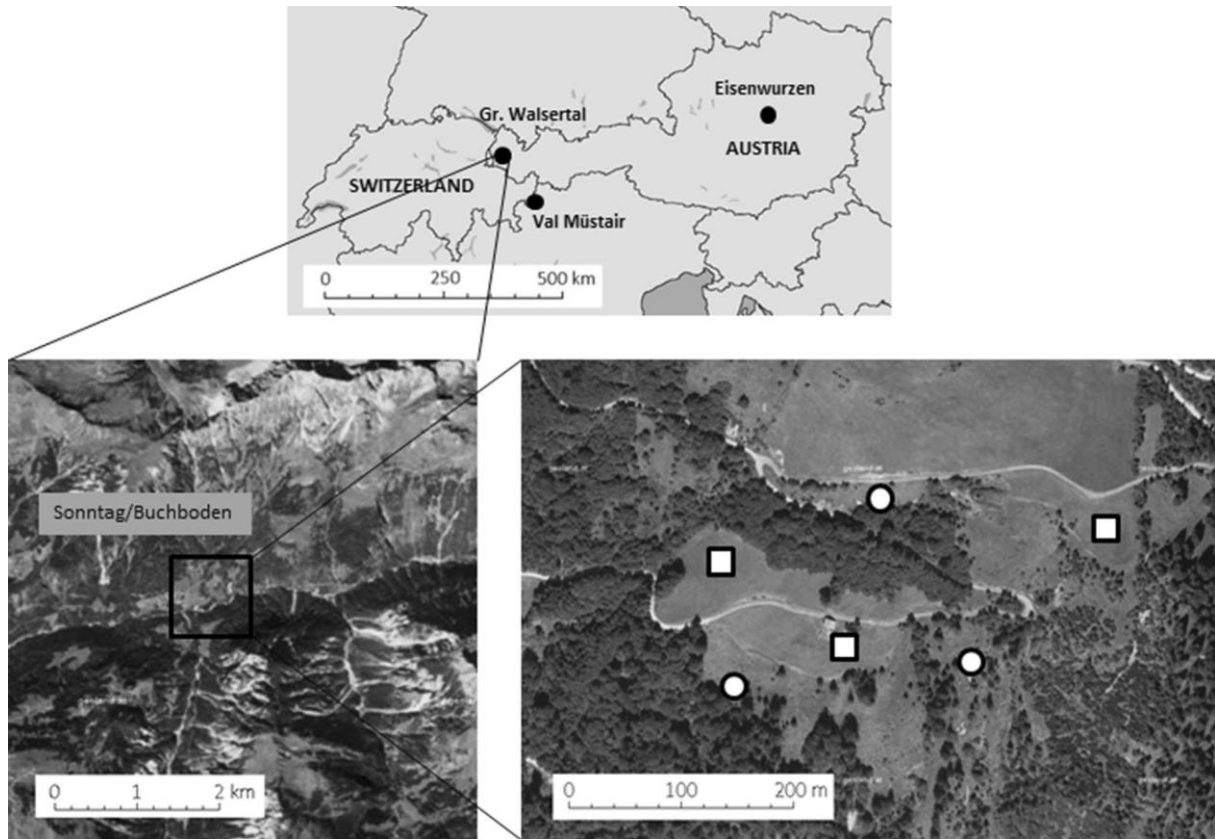 Eisenwurzen
Gr. Walsertal
AUSTRIA
SWITZERLAND
Val Müstair
0 250 500 km
Sonntag/Buchboden
0 1 2 km
0 100 200 m